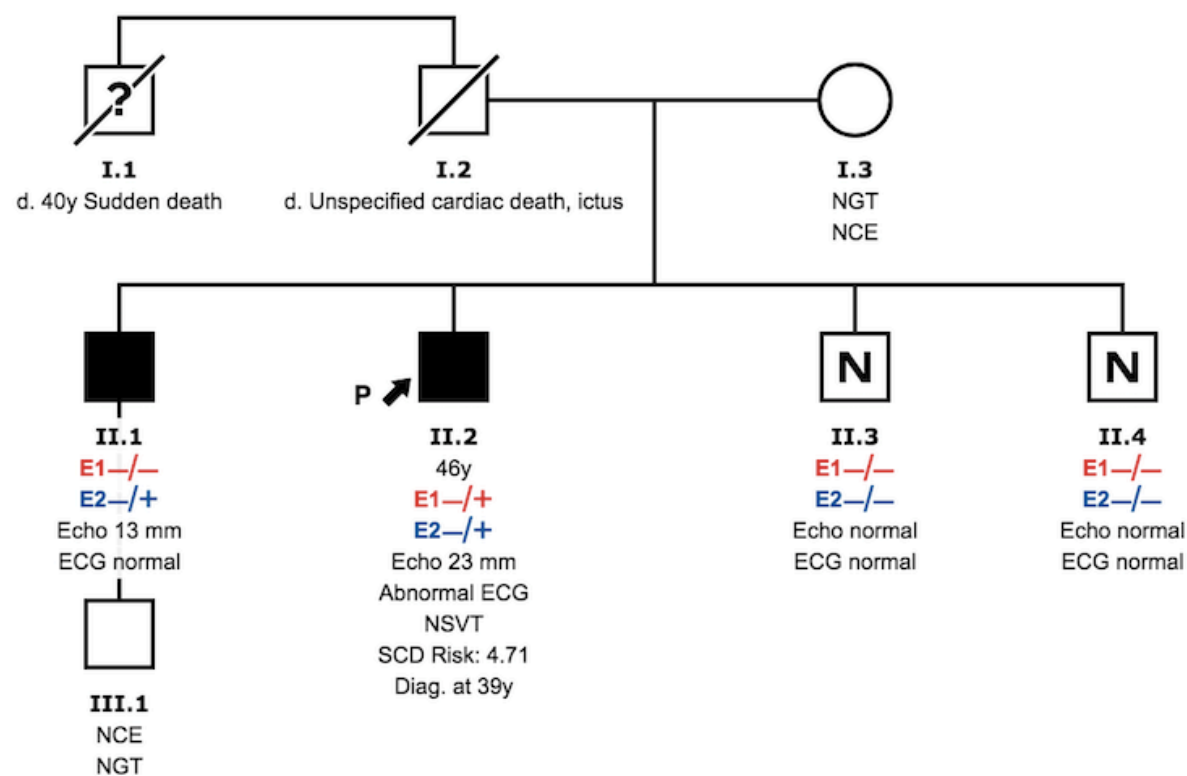 ?
I.1
d. 40y Sudden death
I.2
d. Unspecified cardiac death, ictus
I.3
NGT
NCE
II.1
E1–/–
E2–/+
Echo 13 mm
ECG normal
P
II.2
46y
E1–/+
E2–/+
Echo 23 mm
Abnormal ECG
NSVT
SCD Risk: 4.71
Diag. at 39y
N
II.3
E1–/–
E2–/–
Echo normal
ECG normal
N
II.4
E1–/–
E2–/–
Echo normal
ECG normal
III.1
NCE
NGT